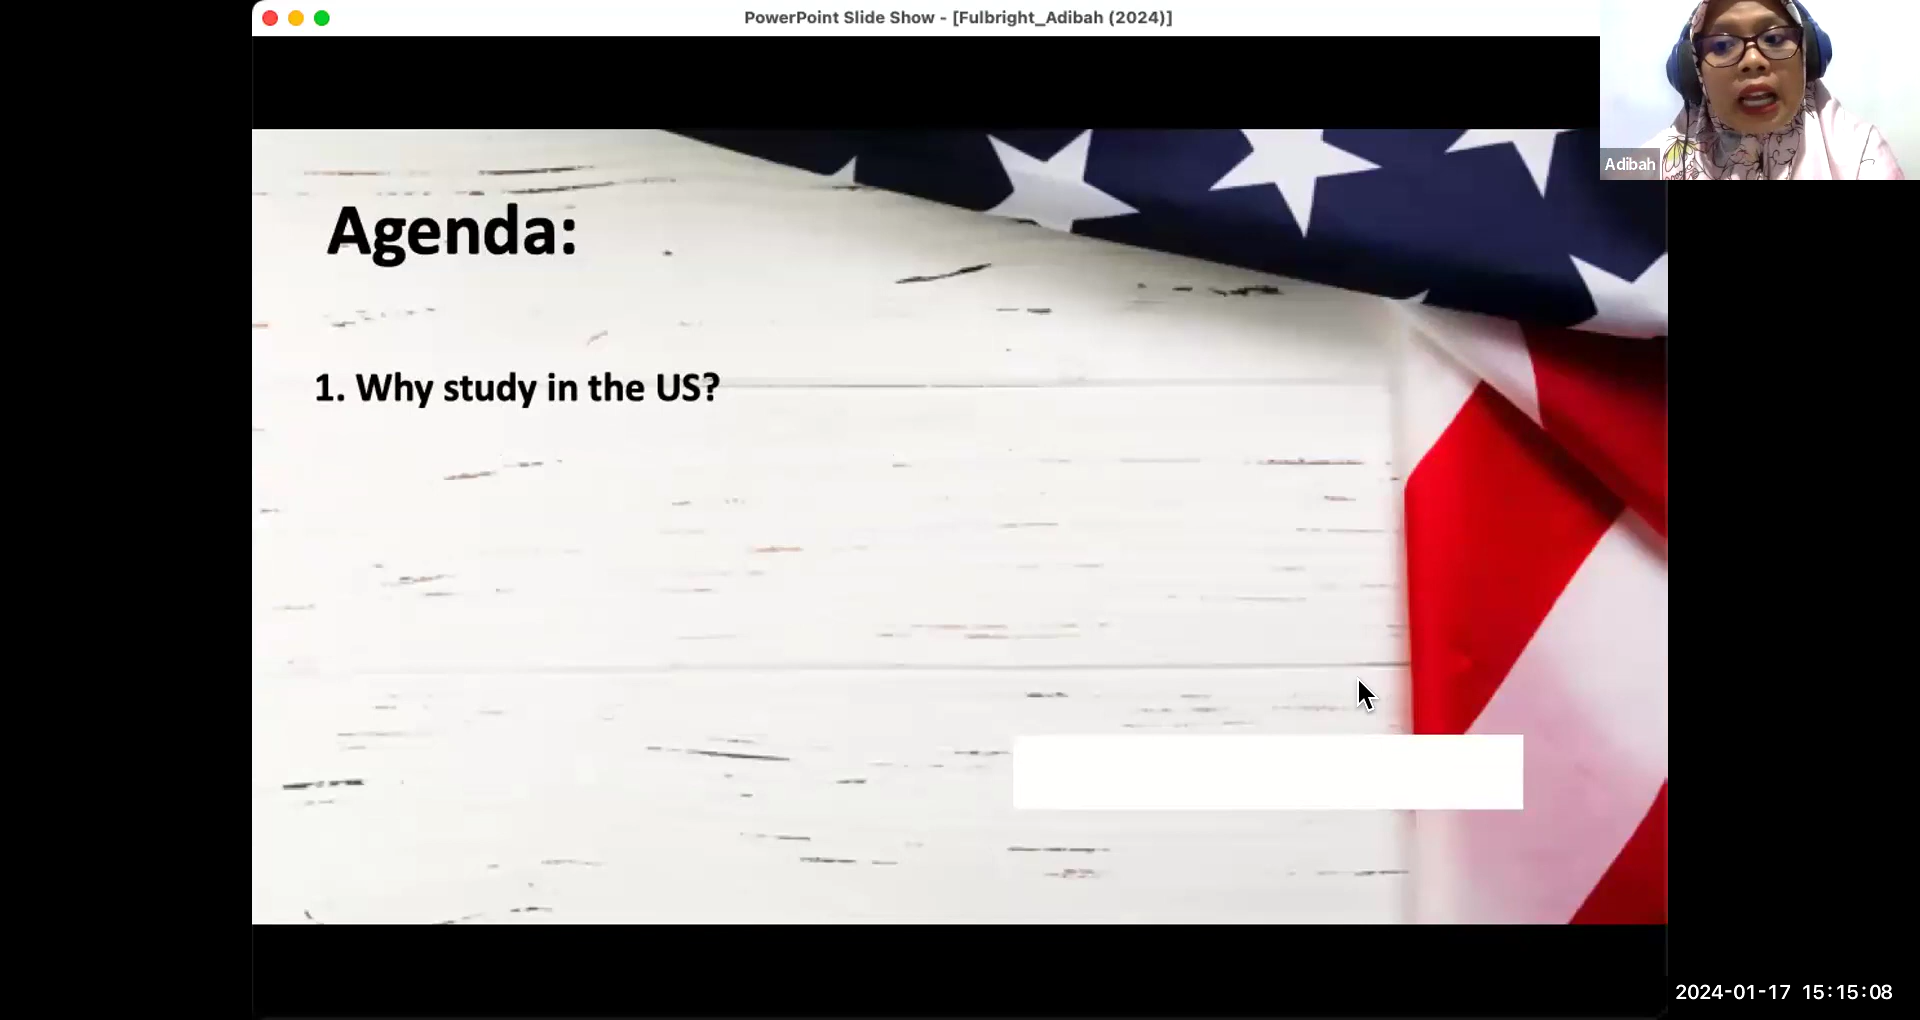 PowerPoint Slide Show - [Fulbright_Adibah (2024)]
Adibah
Agenda:
1. Why study in the US?
2024-01-17 15:15:08